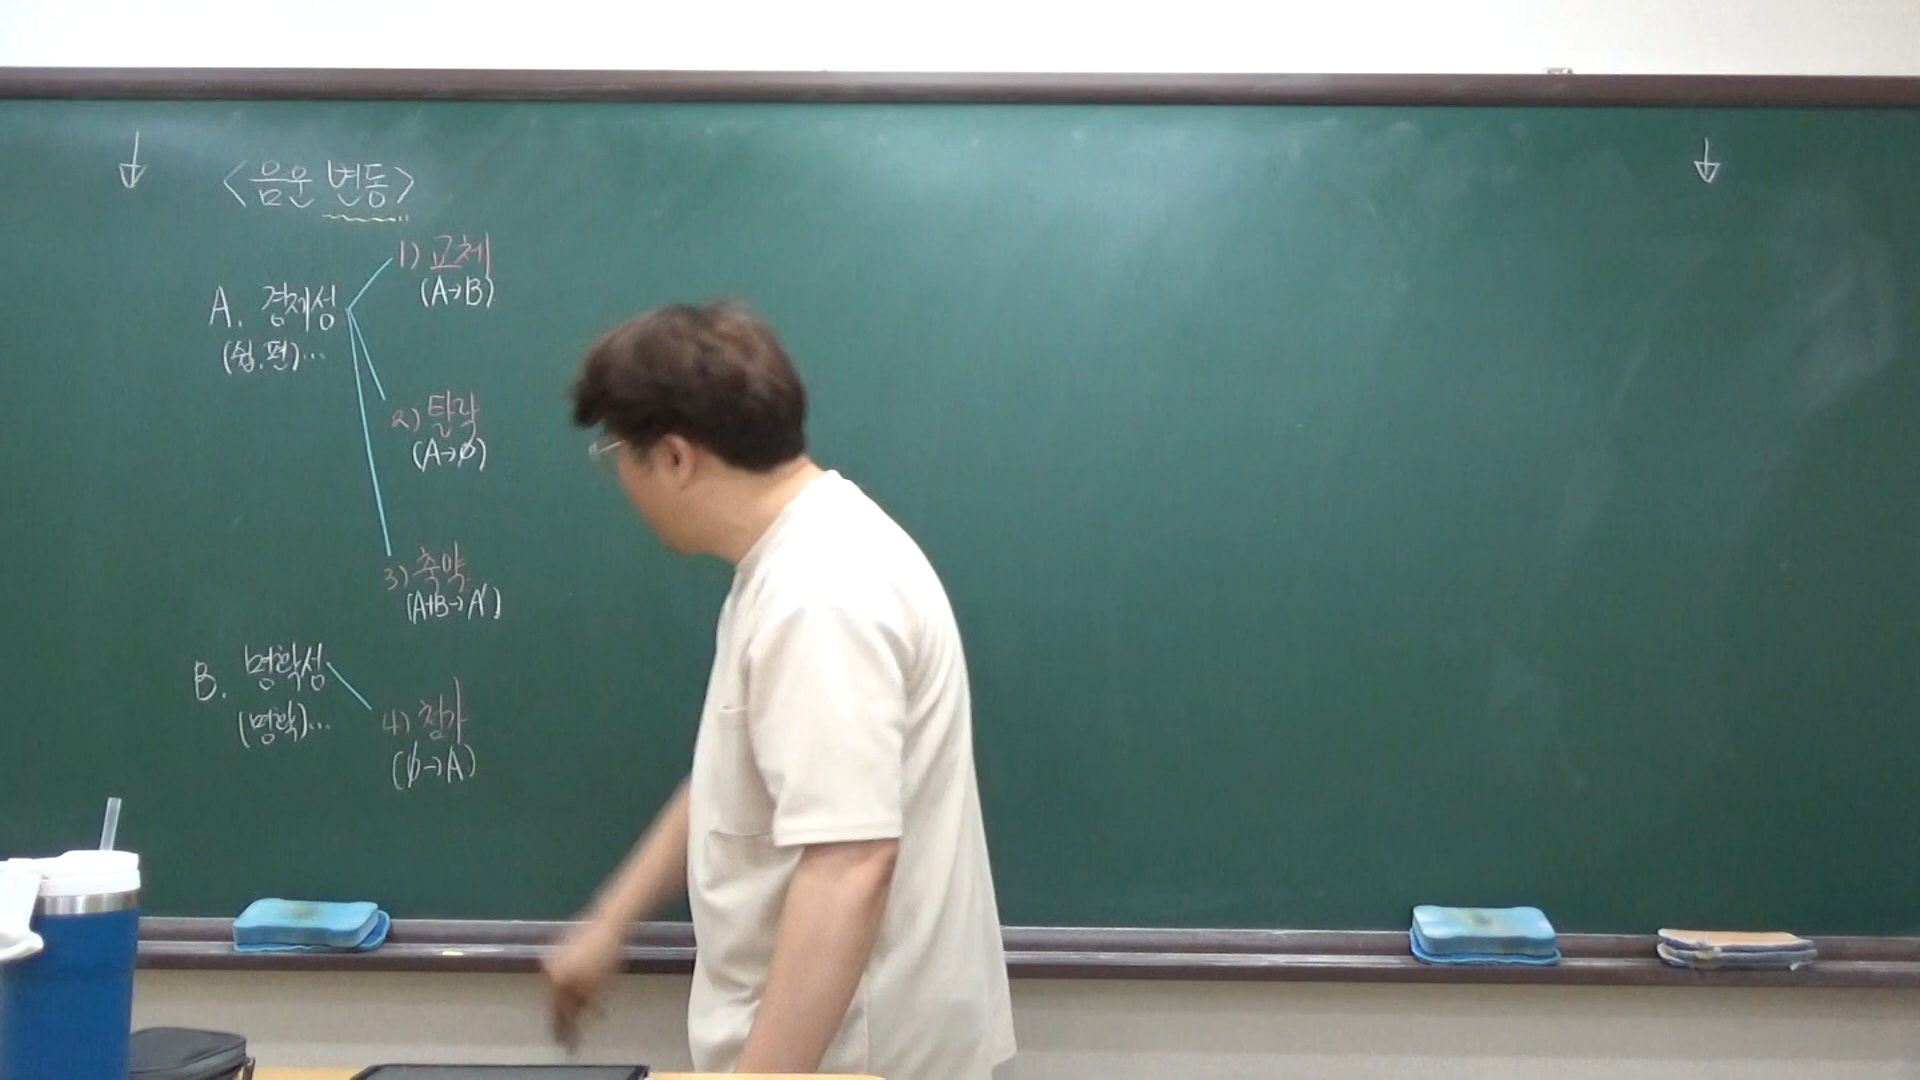 <음운 변동>
A. 경제성
(쉽, 편)...
1) 교체
(A→B)
2) 탈락
(A→∅)
3) 축약
(A+B→A')
B. 명확성
(명확)...
4) 첨가
(∅→A)